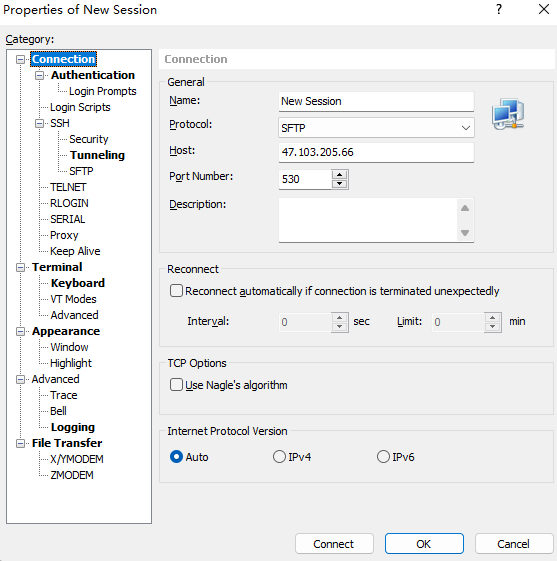 Properties of New Session
Category:
Connection
Authentication
Login Prompts
Login Scripts
SSH
Security
Tunneling
SFTP
TELNET
RLOGIN
SERIAL
Proxy
Keep Alive
Terminal
Keyboard
VT Modes
Advanced
Appearance
Window
Highlight
Advanced
Trace
Bell
Logging
File Transfer
X/YMODEM
ZMODEM
Connection
General
Name: New Session
Protocol: SFTP
Host: 47.103.205.66
Port Number: 530
Description:
Reconnect
Reconnect automatically if connection is terminated unexpectedly
Interval: 0 sec Limit: 0 min
TCP Options
Use Nagle's algorithm
Internet Protocol Version
Auto IPv4 IPv6
Connect OK Cancel